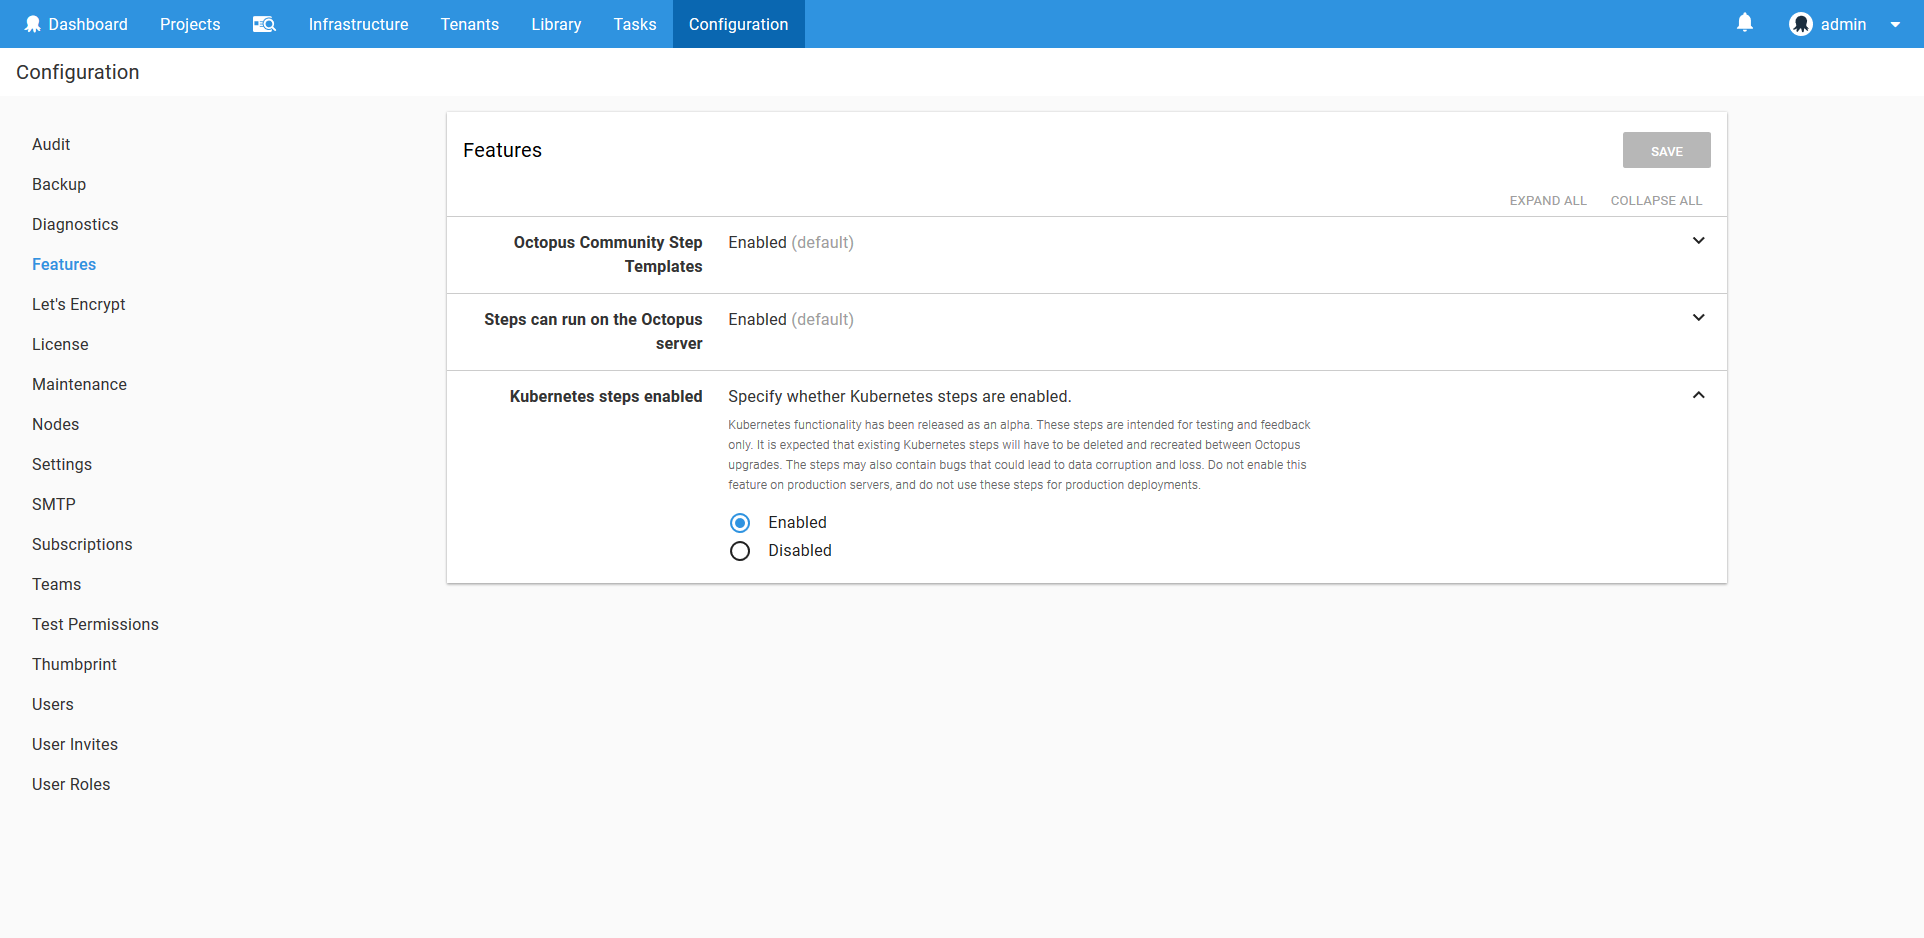 Dashboard Projects Infrastructure Tenants Library Tasks Configuration admin
Configuration
Audit
Backup
Diagnostics
Features
Let's Encrypt
License
Maintenance
Nodes
Settings
SMTP
Subscriptions
Teams
Test Permissions
Thumbprint
Users
User Invites
User Roles
Features
SAVE
EXPAND ALL COLLAPSE ALL
Octopus Community Step
Templates
Enabled (default)
Steps can run on the Octopus
server
Enabled (default)
Kubernetes steps enabled
Specify whether Kubernetes steps are enabled.
Kubernetes functionality has been released as an alpha. These steps are intended for testing and feedback
only. It is expected that existing Kubernetes steps will have to be deleted and recreated between Octopus
upgrades. The steps may also contain bugs that could lead to data corruption and loss. Do not enable this
feature on production servers, and do not use these steps for production deployments.
Enabled
Disabled